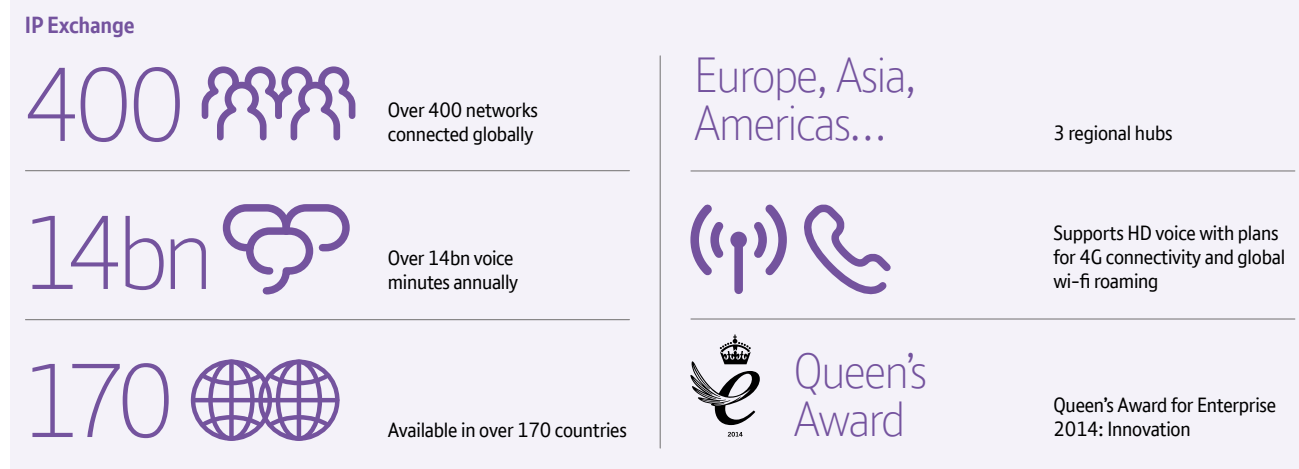 IP Exchange
400
Over 400 networks
connected globally
14bn
Over 14bn voice
minutes annually
170
Available in over 170 countries
Europe, Asia,
Americas...
3 regional hubs
Supports HD voice with plans
for 4G connectivity and global
wi-fi roaming
e
2014
Queen’s
Award
Queen’s Award for Enterprise
2014: Innovation